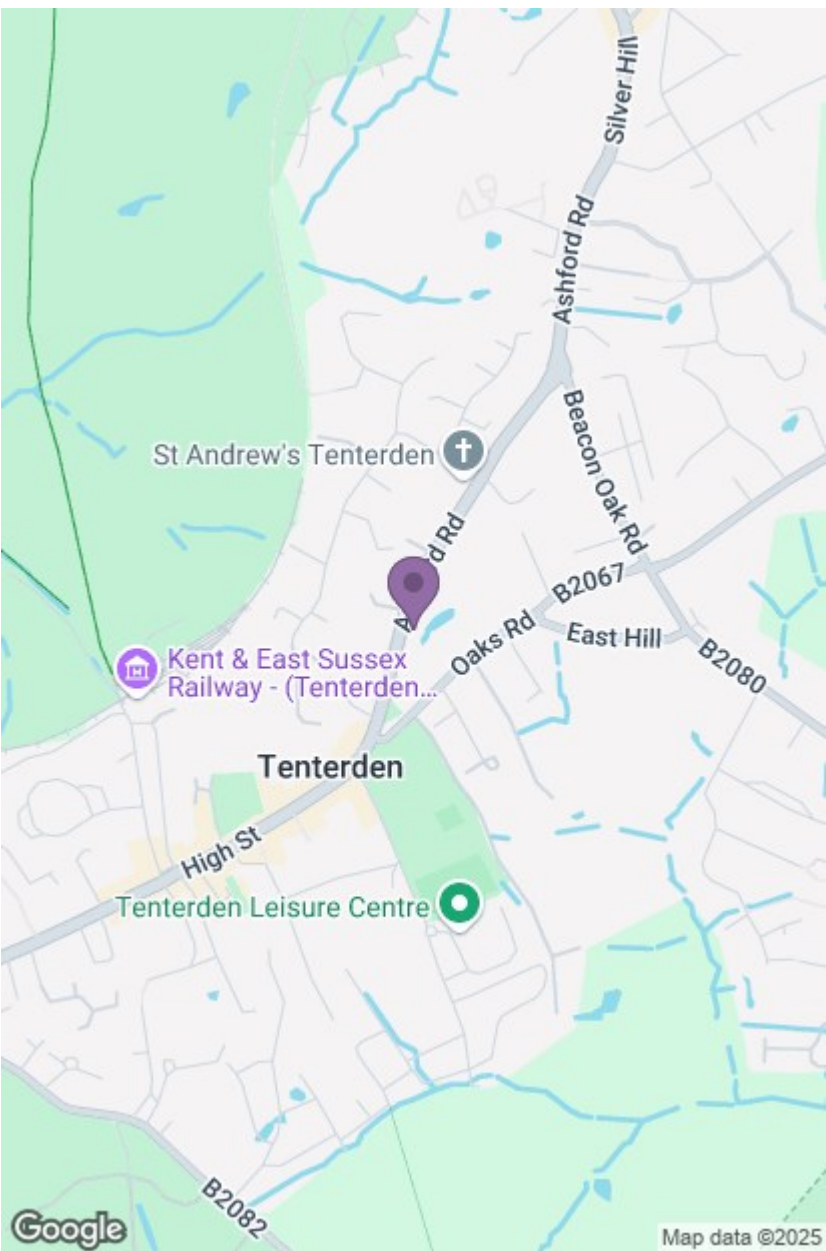 Silver Hill
Ashford Rd
Beacon Oak Rd
St Andrew's Tenterden
d Rd
B2067
Oaks Rd
East Hill
B2080
Kent & East Sussex
Railway - (Tenterden...
Tenterden
High St
Tenterden Leisure Centre
B2082
Google
Map data ©2025